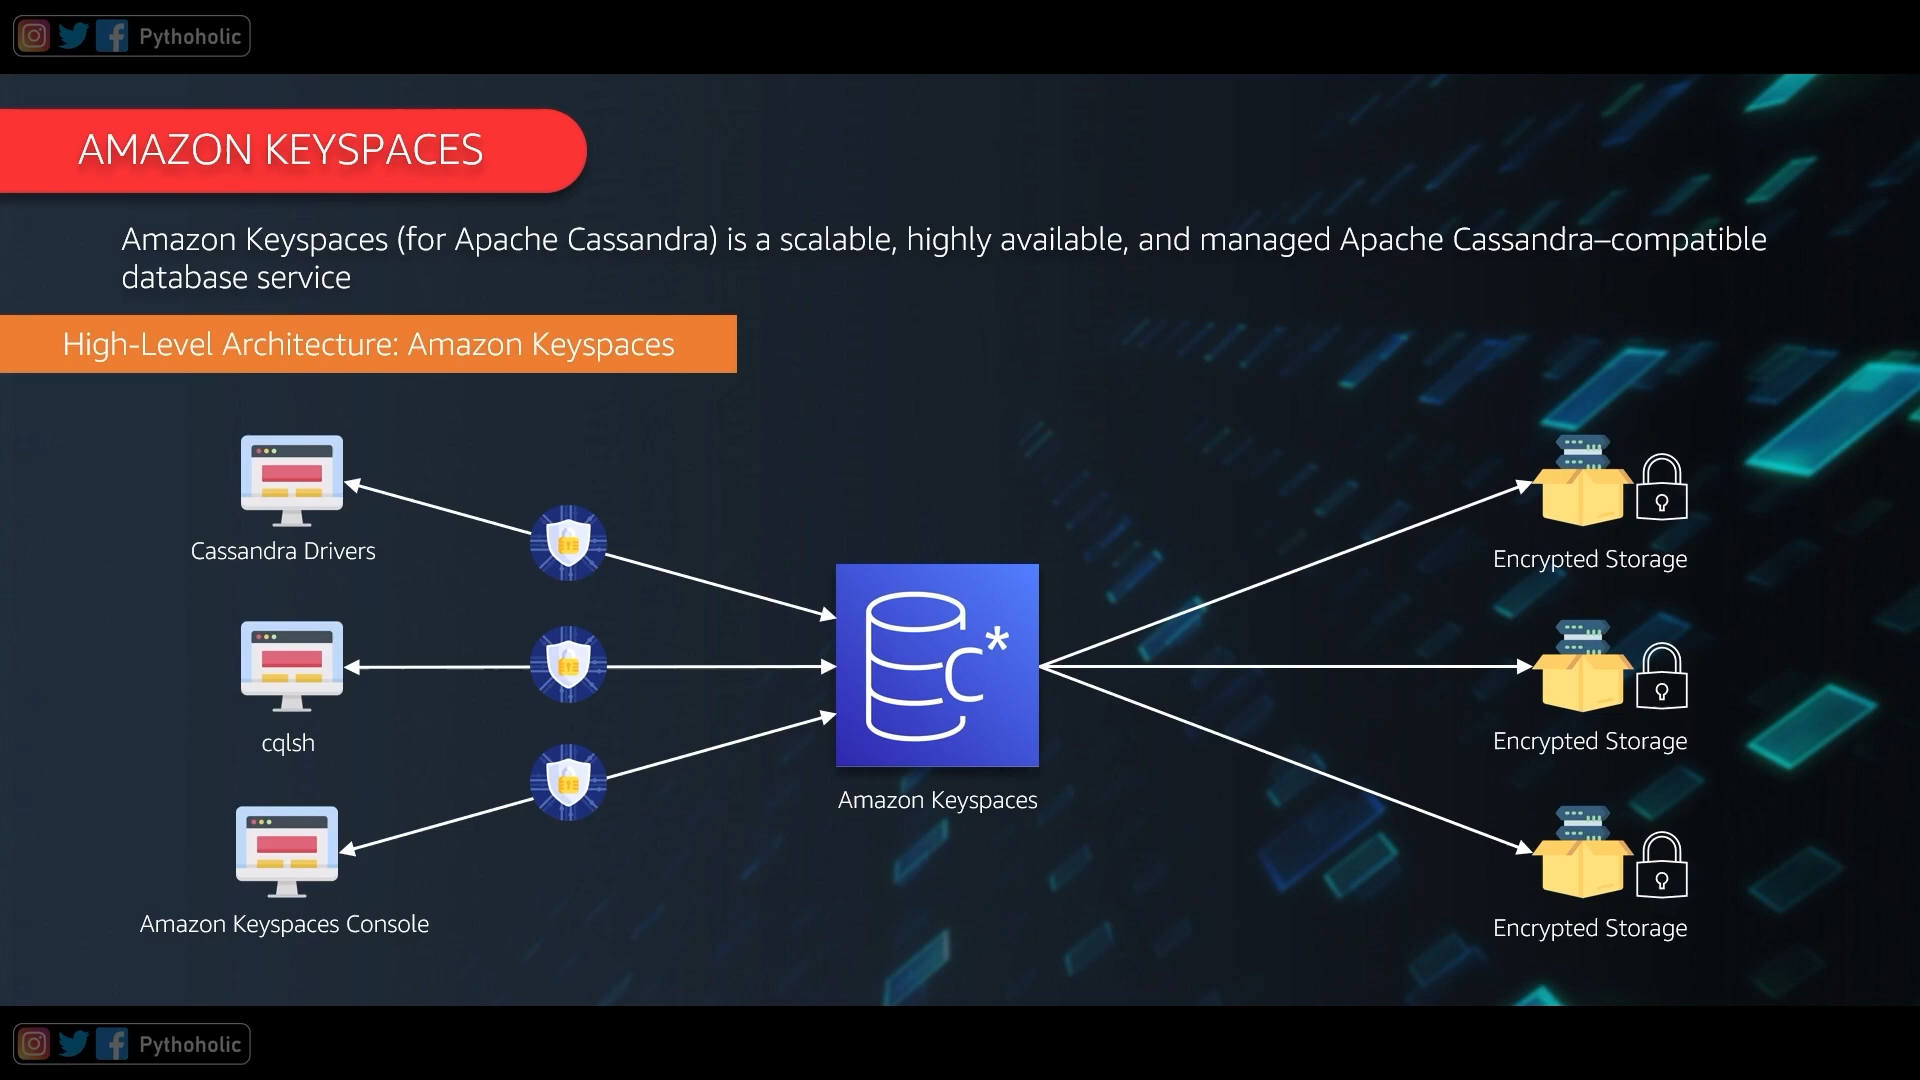 Pythoholic
AMAZON KEYSPACES
Amazon Keyspaces (for Apache Cassandra) is a scalable, highly available, and managed Apache Cassandra–compatible
database service
High-Level Architecture: Amazon Keyspaces
Cassandra Drivers
cqlsh
Amazon Keyspaces Console
C*
Amazon Keyspaces
Encrypted Storage
Encrypted Storage
Encrypted Storage
Pythoholic